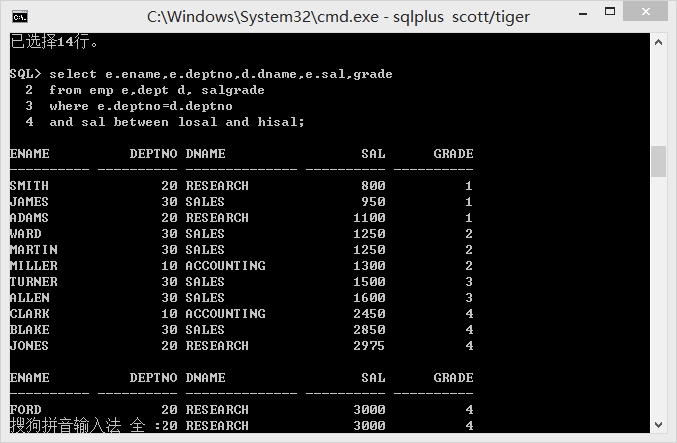 C:\Windows\System32\cmd.exe - sqlplus scott/tiger
已选择14行。
SQL> select e.ename,e.deptno,d.dname,e.sal,grade
2 from emp e,dept d, salgrade
3 where e.deptno=d.deptno
4 and sal between losal and hisal;
ENAME DEPTNO DNAME SAL GRADE
---------- ---------- -------------- ---------- ----------
SMITH 20 RESEARCH 800 1
JAMES 30 SALES 950 1
ADAMS 20 RESEARCH 1100 1
WARD 30 SALES 1250 2
MARTIN 30 SALES 1250 2
MILLER 10 ACCOUNTING 1300 2
TURNER 30 SALES 1500 3
ALLEN 30 SALES 1600 3
CLARK 10 ACCOUNTING 2450 4
BLAKE 30 SALES 2850 4
JONES 20 RESEARCH 2975 4
ENAME DEPTNO DNAME SAL GRADE
---------- ---------- -------------- ---------- ----------
FORD 20 RESEARCH 3000 4
搜狗拼音输入法 全 :20 RESEARCH 3000 4